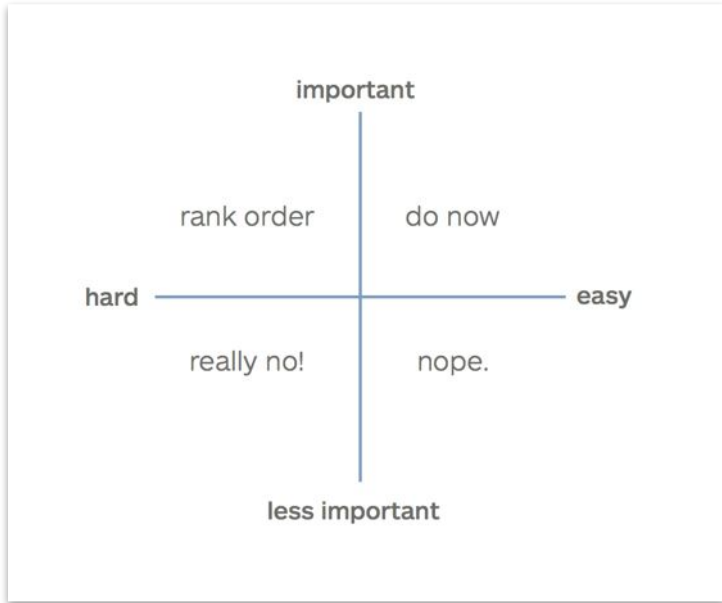 important
rank order
do now
hard
easy
really no!
nope.
less important